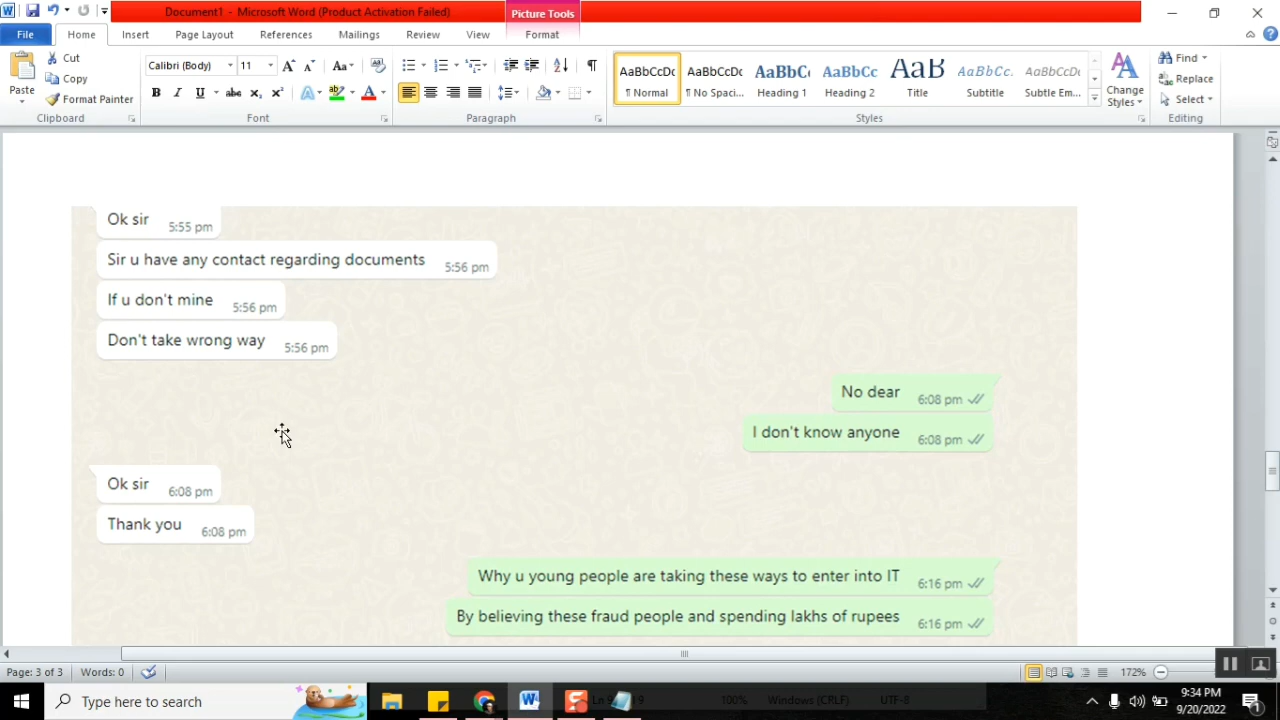 Document1 - Microsoft Word (Product Activation Failed)
Picture Tools
File
Home
Insert
Page Layout
References
Mailings
Review
View
Format
Paste
Cut
Copy
Format Painter
Clipboard
Calibri (Body)
11
Font
Paragraph
AaBbCcDc
¶ Normal
AaBbCcDc
¶ No Spaci...
AaBbC
Heading 1
AaBbCc
Heading 2
AaB
Title
AaBbCc.
Subtitle
AaBbCcDt
Subtle Em...
Change Styles
Styles
Find
Replace
Select
Editing
Ok sir 5:55 pm
Sir u have any contact regarding documents 5:56 pm
If u don't mine 5:56 pm
Don't take wrong way 5:56 pm
No dear 6:08 pm
I don't know anyone 6:08 pm
Ok sir 6:08 pm
Thank you 6:08 pm
Why u young people are taking these ways to enter into IT 6:16 pm
By believing these fraud people and spending lakhs of rupees 6:16 pm
Page: 3 of 3
Words: 0
172%
Type here to search
100%
Windows (CRLF)
UTF-8
9:34 PM
9/20/2022